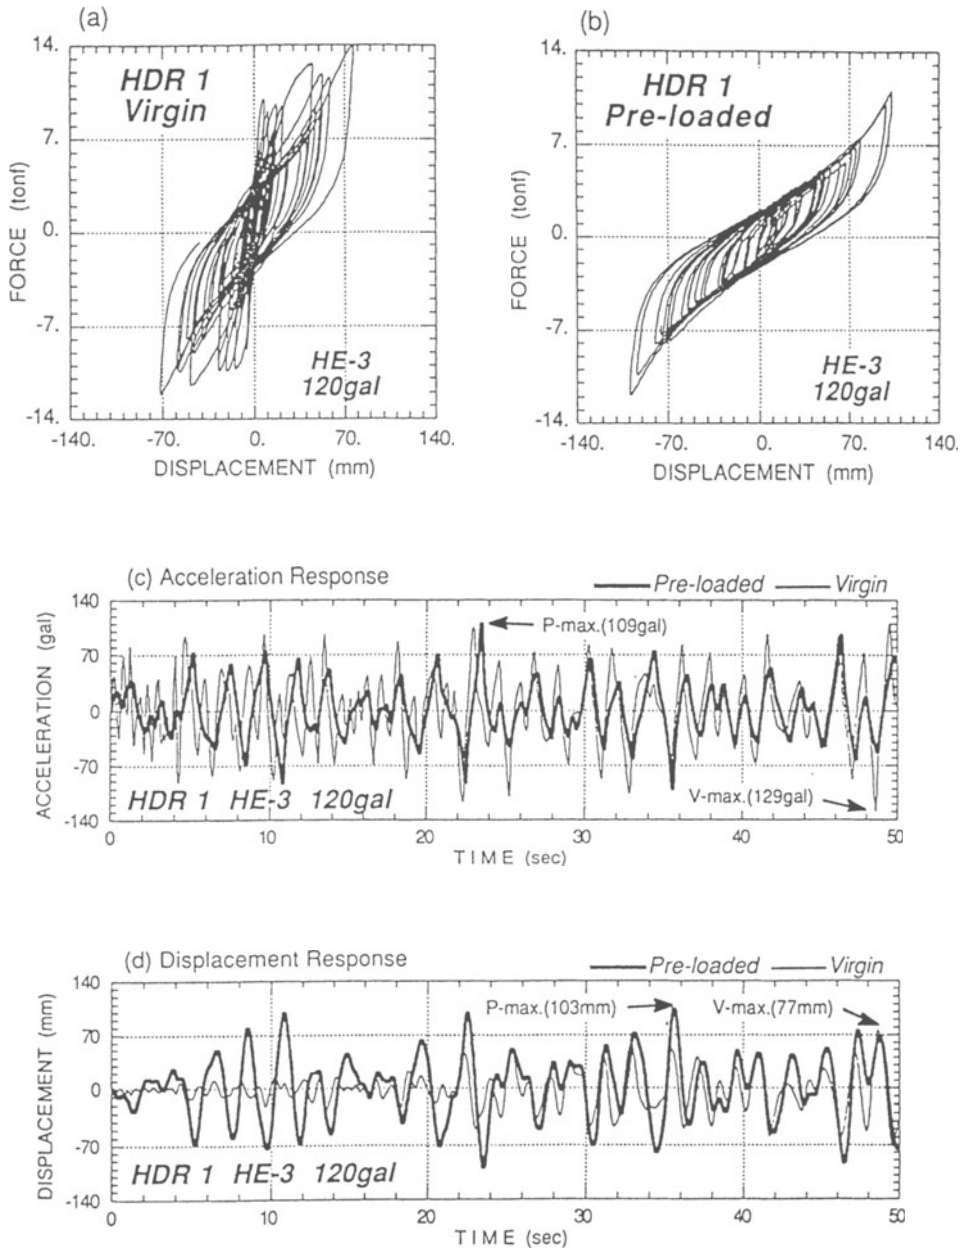 (a)
14.
7.
0.
-7.
-14.
FORCE (tonf)
HDR 1
Virgin
HE-3
120gal
-140.
-70.
0.
70.
140.
DISPLACEMENT (mm)
(b)
14.
7.
0.
-7.
-14.
FORCE (tonf)
HDR 1
Pre-loaded
HE-3
120gal
-140.
-70.
0.
70.
140.
DISPLACEMENT (mm)
(c) Acceleration Response
Pre-loaded
Virgin
140
70
0
-70
-140
ACCELERATION (gal)
P-max.(109gal)
V-max.(129gal)
HDR 1 HE-3 120gal
0
10
20
30
40
50
TIME (sec)
(d) Displacement Response
Pre-loaded
Virgin
140
70
0
-70
-140
DISPLACEMENT (mm)
P-max.(103mm)
V-max.(77mm)
HDR 1 HE-3 120gal
0
10
20
30
40
50
TIME (sec)